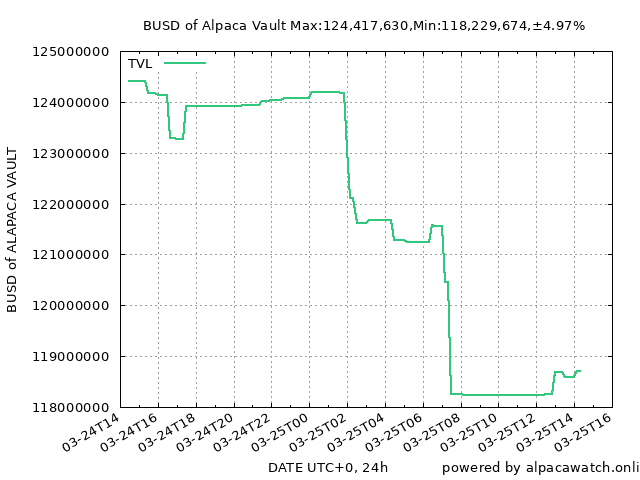 BUSD of Alpaca Vault Max:124,417,630,Min:118,229,674,±4.97%
125000000
TVL
124000000
123000000
122000000
121000000
120000000
119000000
118000000
BUSD of ALAPACA VAULT
03-24T14
03-24T16
03-24T18
03-24T20
03-24T22
03-25T00
03-25T02
03-25T04
03-25T06
03-25T08
03-25T10
03-25T12
03-25T14
03-25T16
DATE UTC+0, 24h
powered by alpacawatch.onli